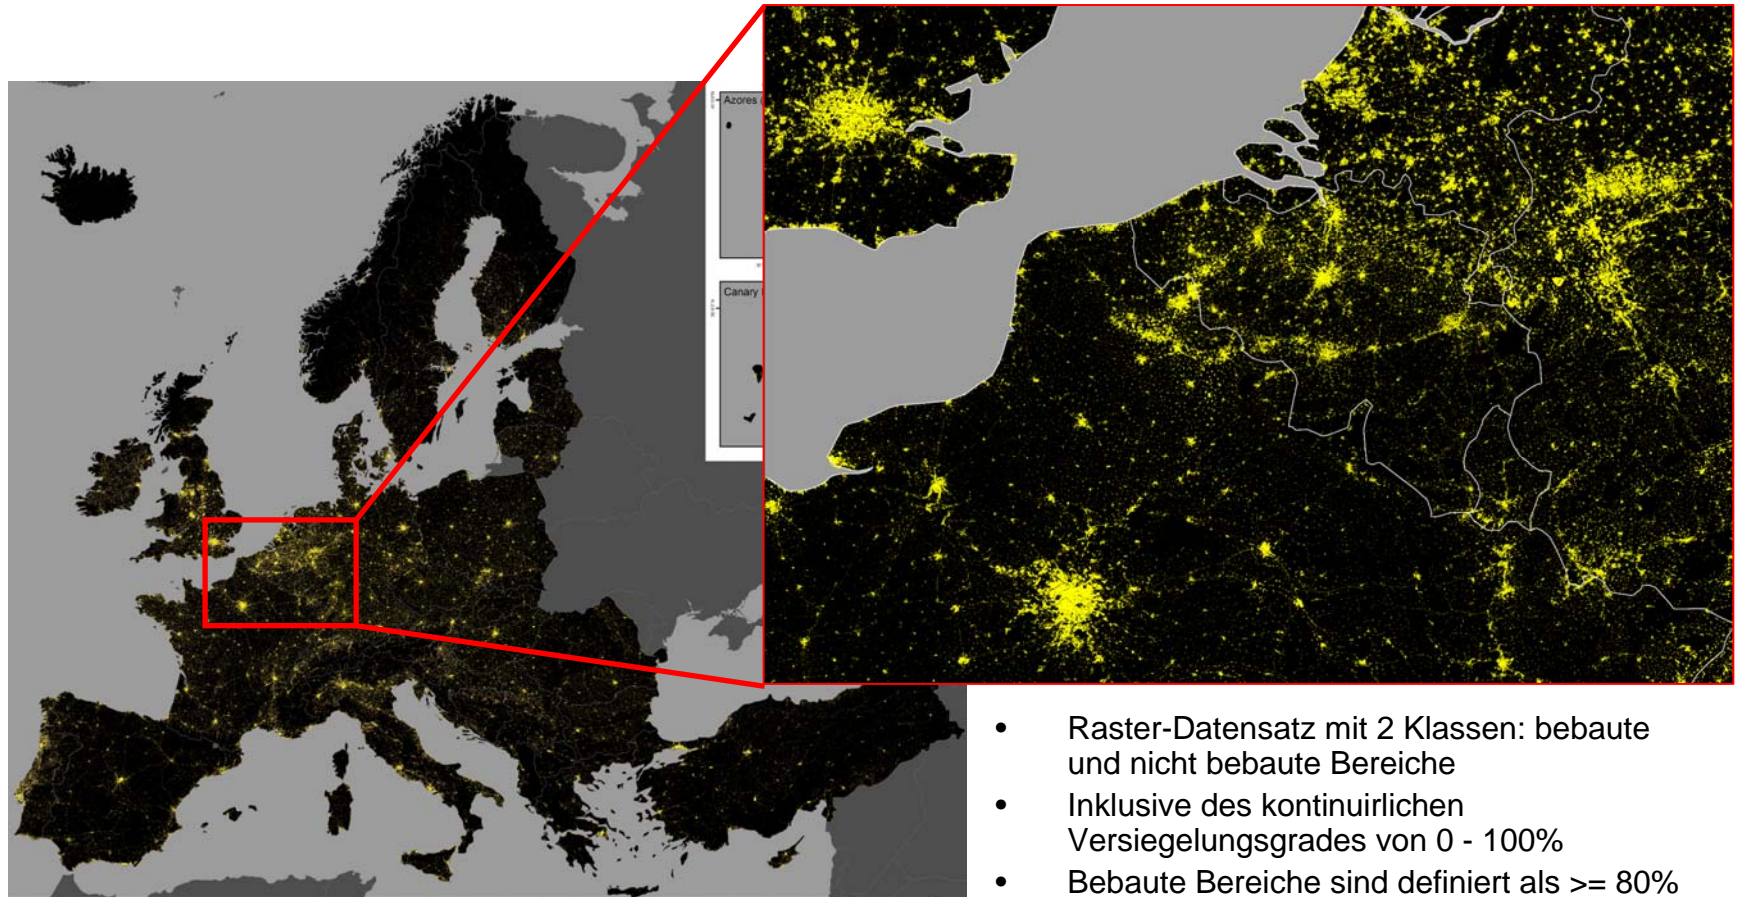 Azores
Canary
• Raster-Datensatz mit 2 Klassen: bebaute
und nicht bebaute Bereiche
• Inklusive des kontinuirlichen
Versiegelungsgrades von 0 - 100%
• Bebaute Bereiche sind definiert als >= 80%